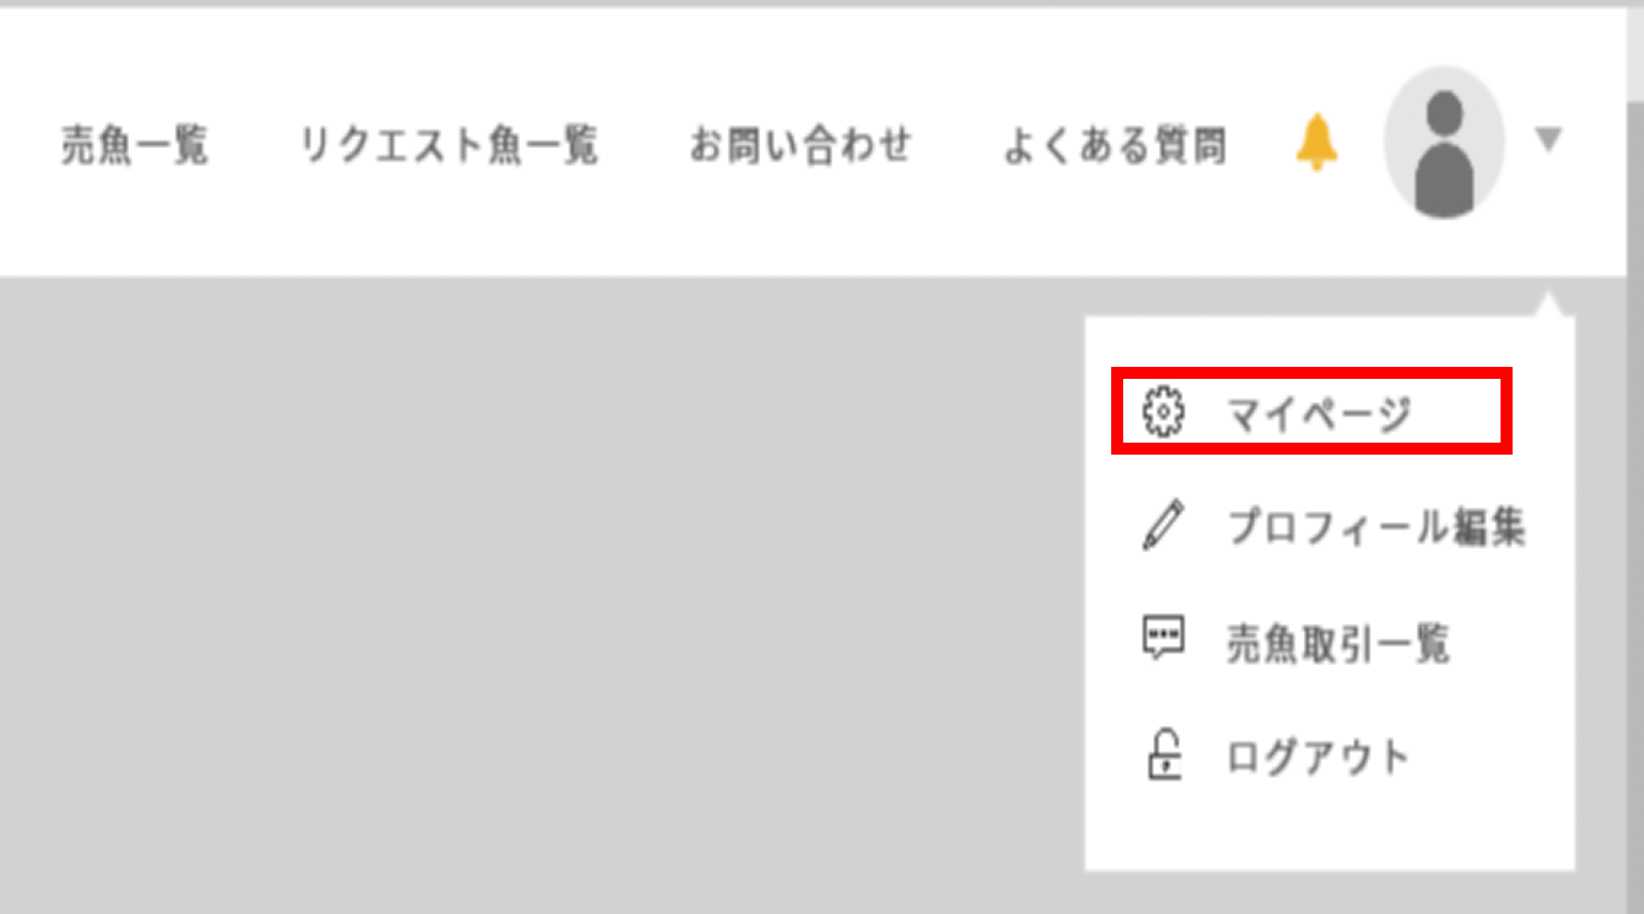 売魚一覧 リクエスト魚一覧 お問い合わせ よくある質問
マイページ
プロフィール編集
売魚取引一覧
ログアウト